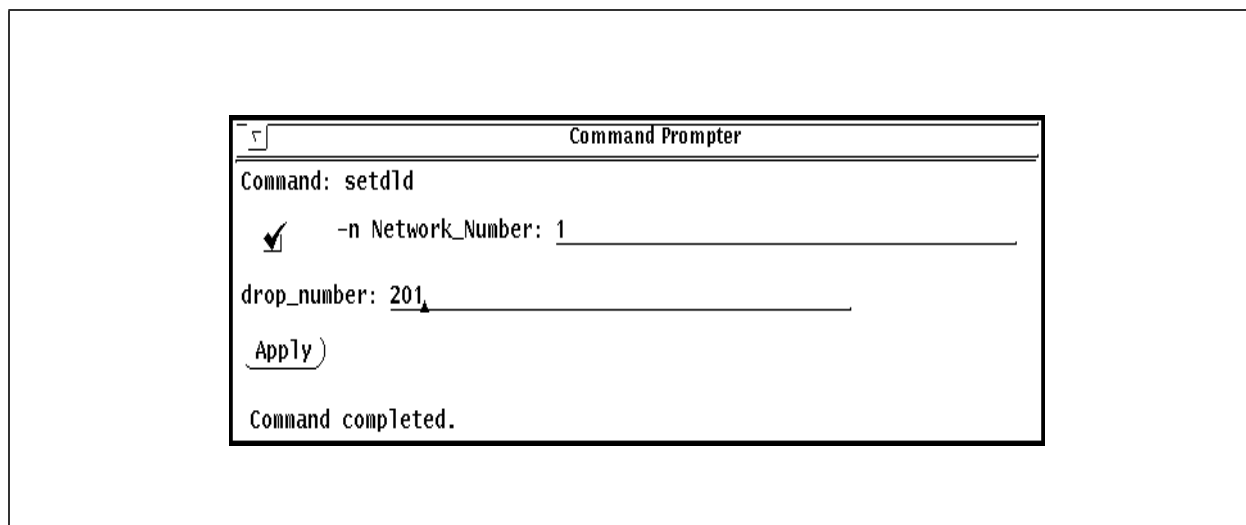 Command Prompter
Command: setdld
-n Network_Number: 1
drop_number: 201
Apply
Command completed.